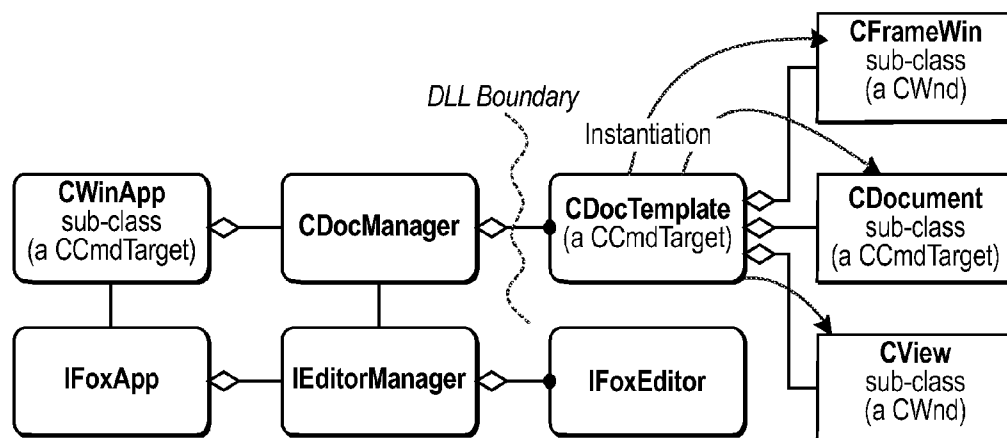 CFrameWin
sub-class
(a CWnd)
DLL Boundary
Instantiation
CWinApp
sub-class
(a CCmdTarget)
CDocManager
CDocTemplate
(a CCmdTarget)
CDocument
sub-class
(a CCmdTarget)
IFoxApp
IEditorManager
IFoxEditor
CView
sub-class
(a CWnd)